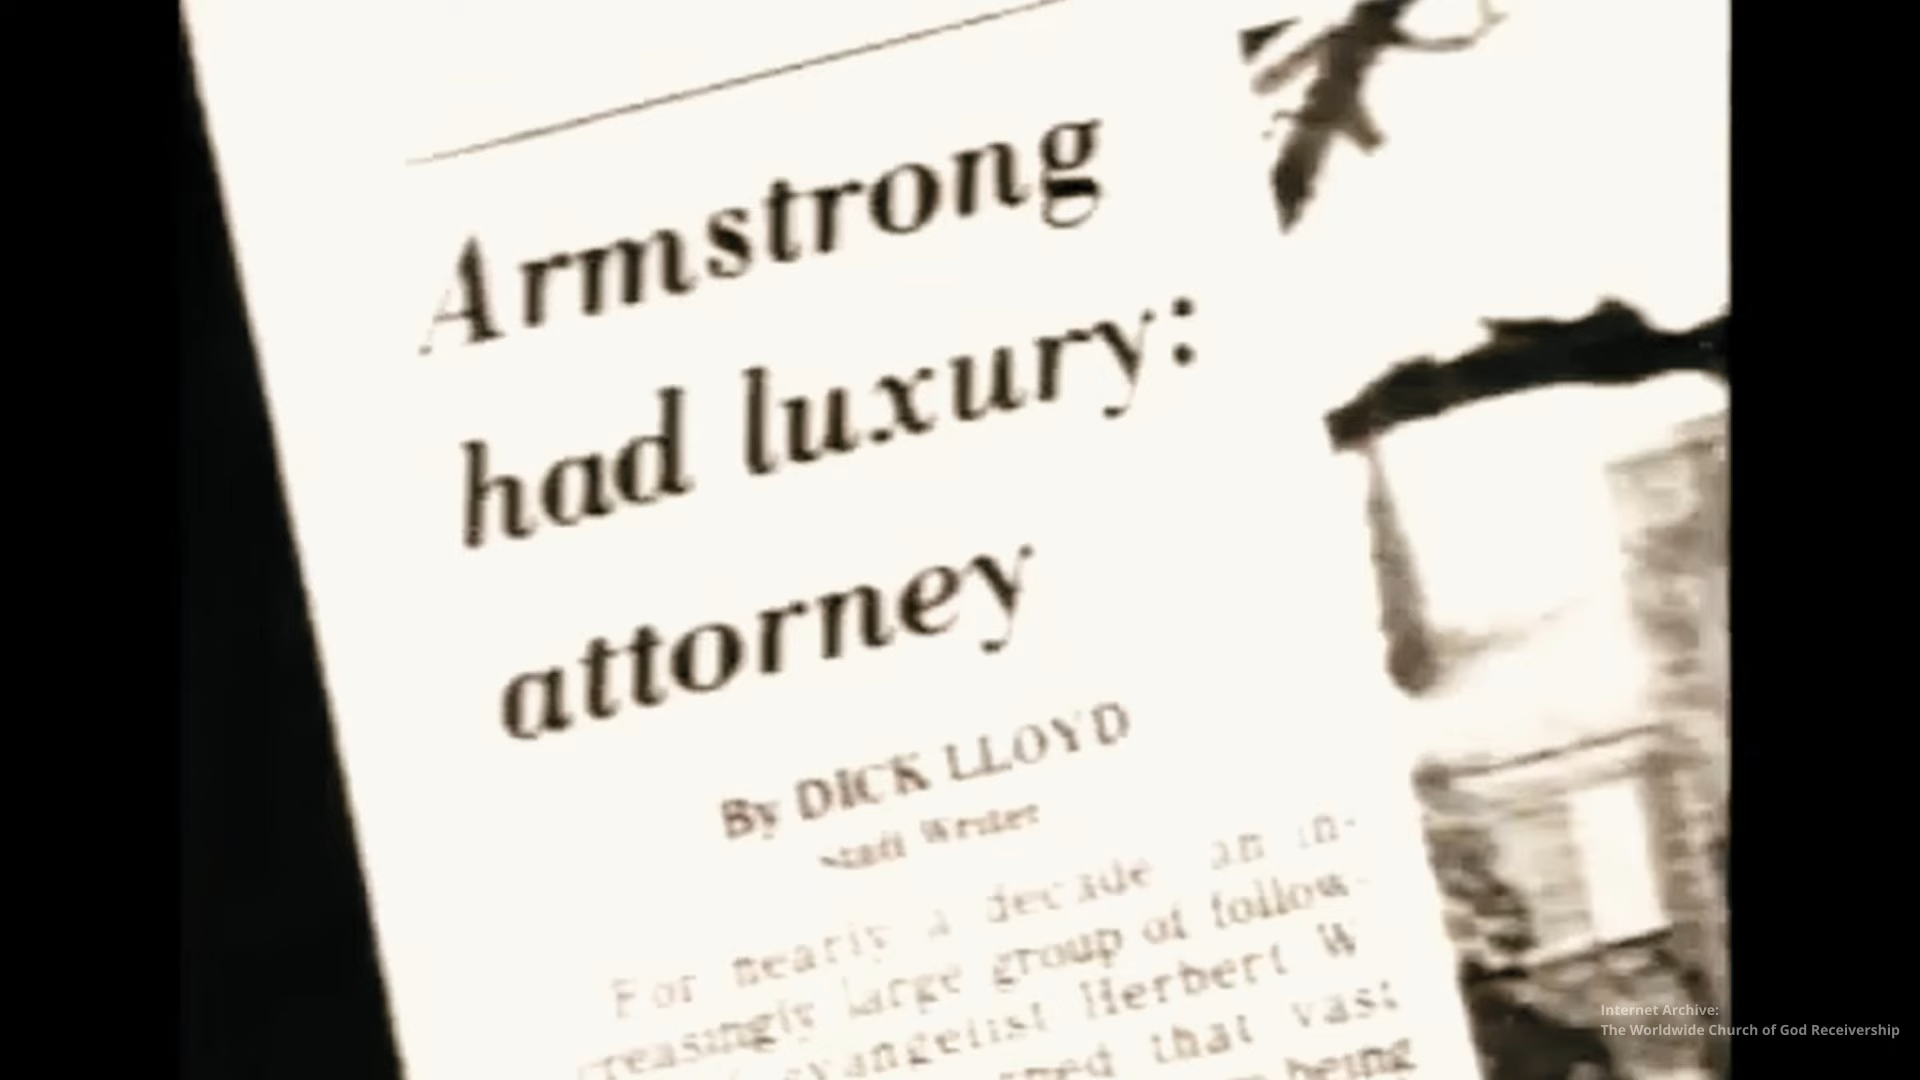 Armstrong
had luxury:
attorney
By DICK LLOYD
Staff Writer
For nearly a decade an in-
reasingly large group of follow-
evangelist Herbert W
that vast
being
Internet Archive:
The Worldwide Church of God Receivership